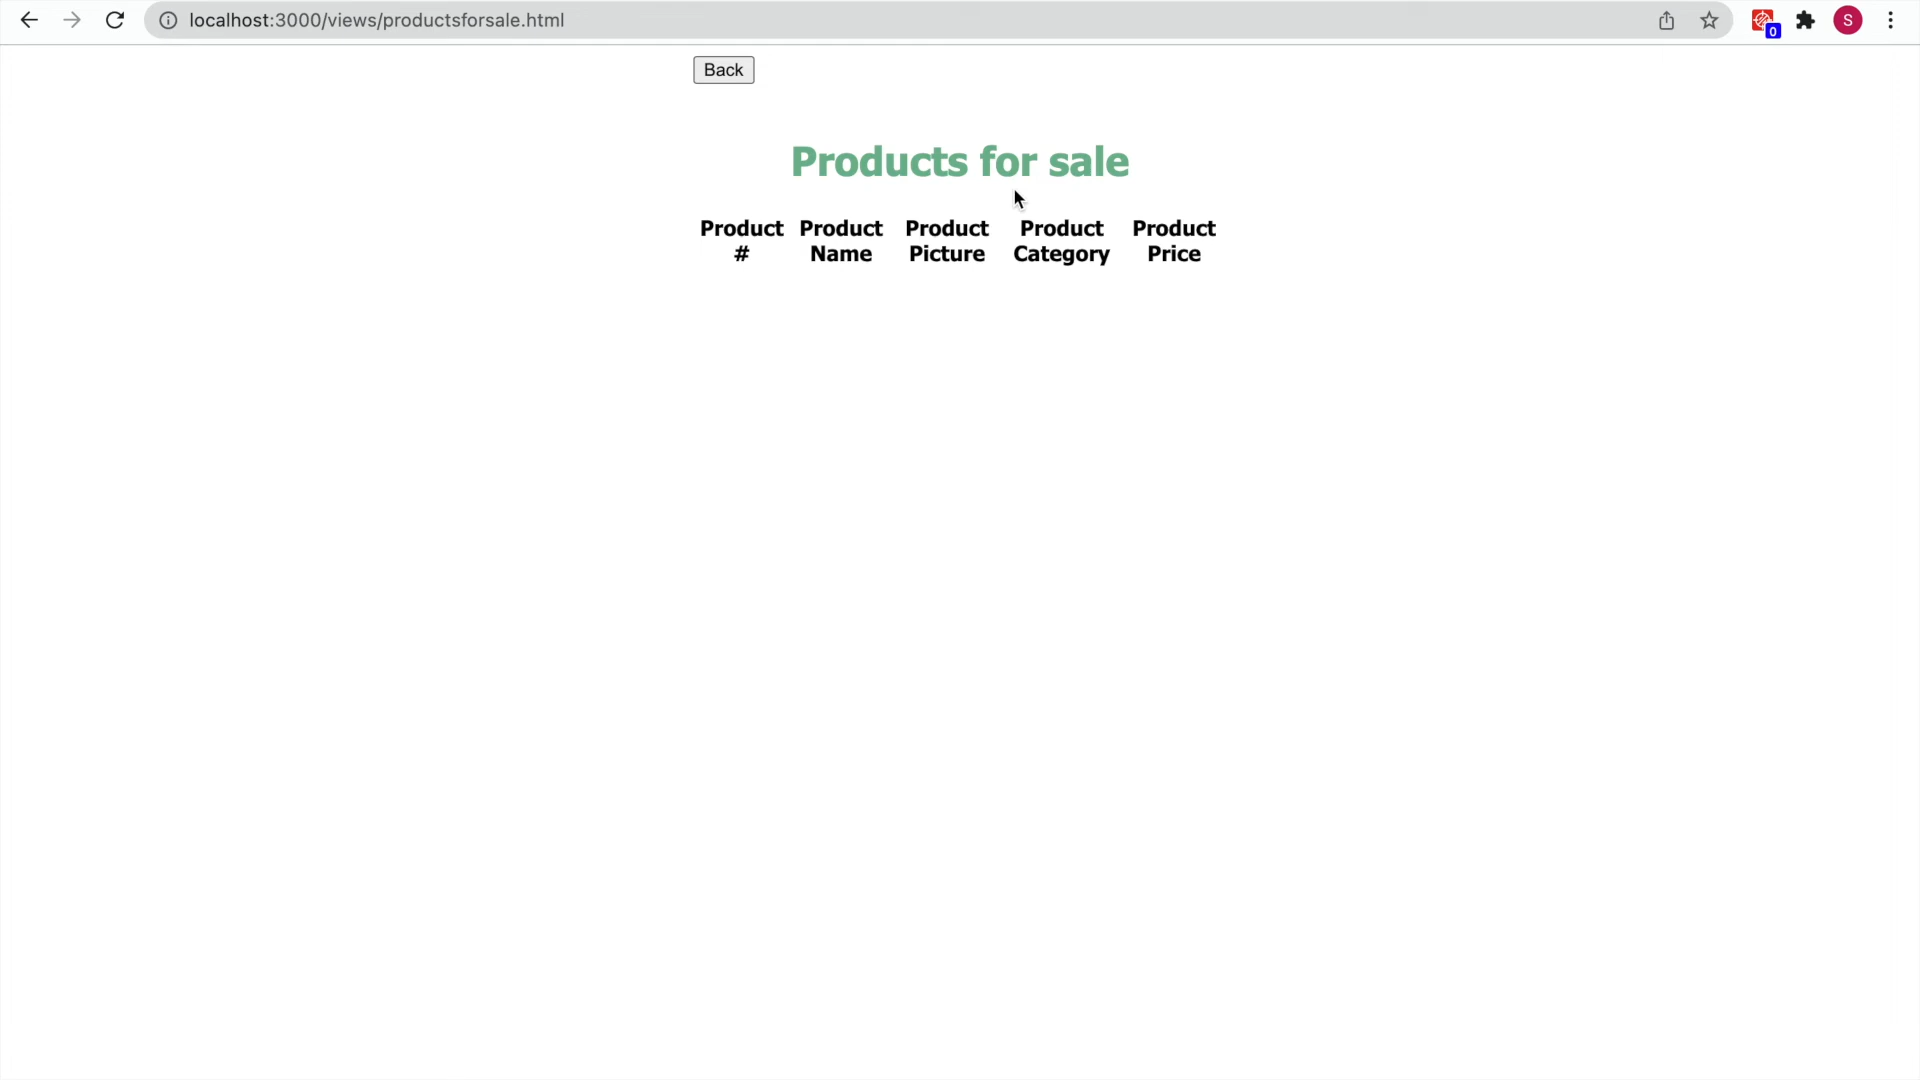 localhost:3000/views/productsforsale.html
0
S
Back
Products for sale
Product Product Product Product Product
# Name Picture Category Price